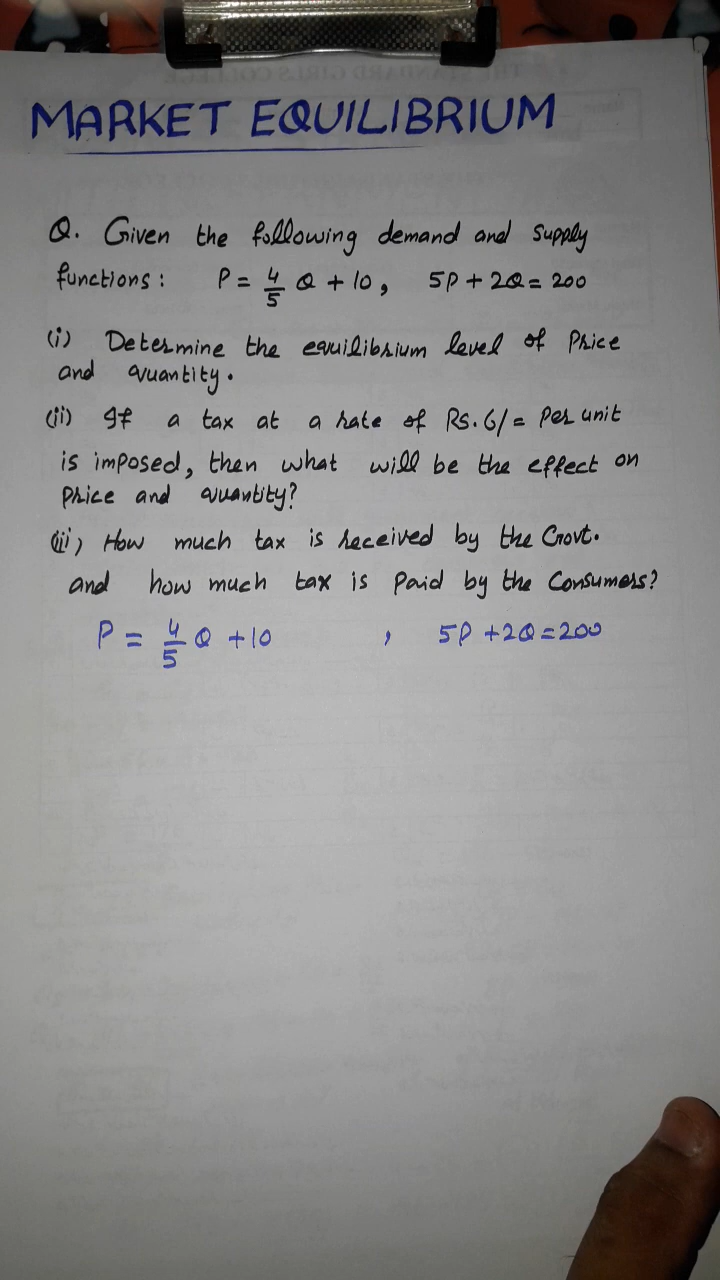 MARKET EQUILIBRIUM
Q. Given the following demand and supply
functions: P = 4/5 Q + 10, 5P + 2Q = 200
(i) Determine the equilibrium level of Price
and quantity.
(ii) If a tax at a rate of Rs. 6/= Per unit
is imposed, then what will be the effect on
price and quantity?
(iii) How much tax is received by the Govt.
and how much tax is paid by the Consumers?
P = 4/5 Q + 10 , 5P + 2Q = 200